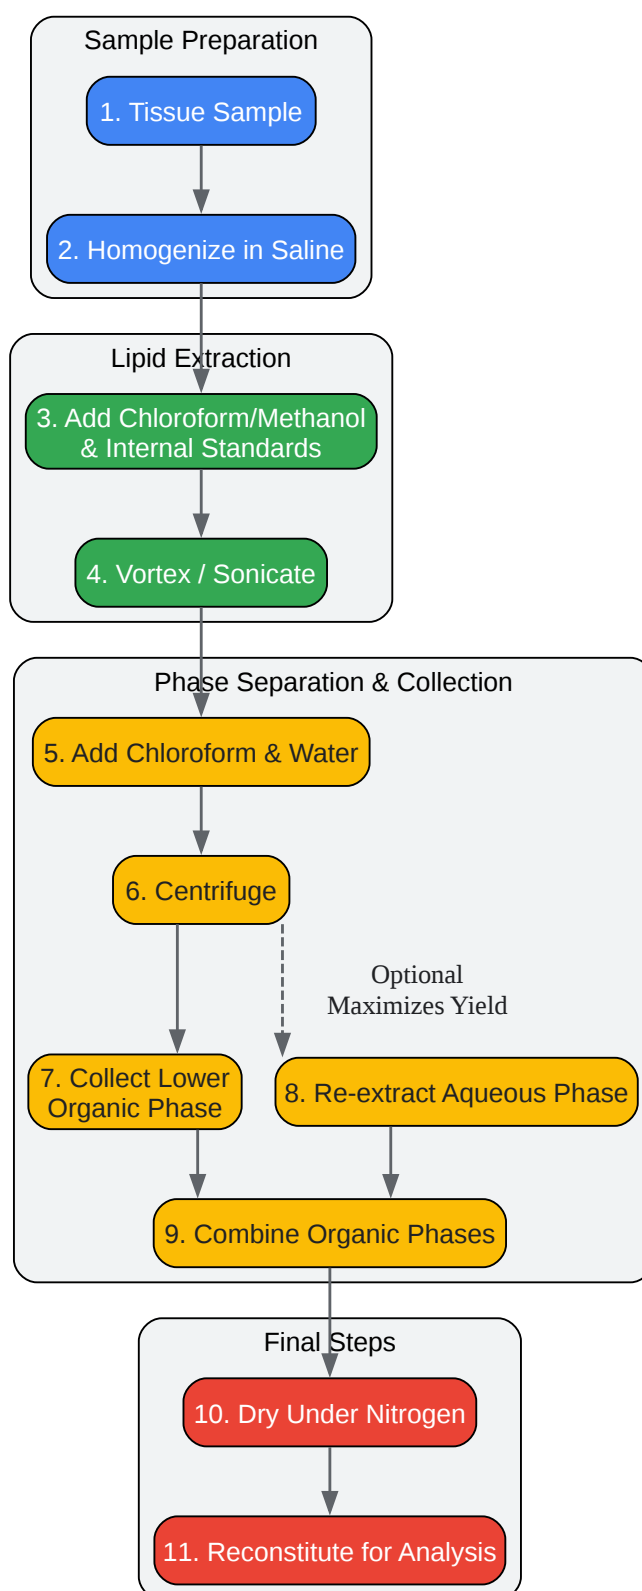 Sample Preparation
1. Tissue Sample
2. Homogenize in Saline
Lipid Extraction
3. Add Chloroform/Methanol
& Internal Standards
4. Vortex / Sonicate
Phase Separation & Collection
5. Add Chloroform & Water
6. Centrifuge
Optional
Maximizes Yield
7. Collect Lower
Organic Phase
8. Re-extract Aqueous Phase
9. Combine Organic Phases
Final Steps
10. Dry Under Nitrogen
11. Reconstitute for Analysis